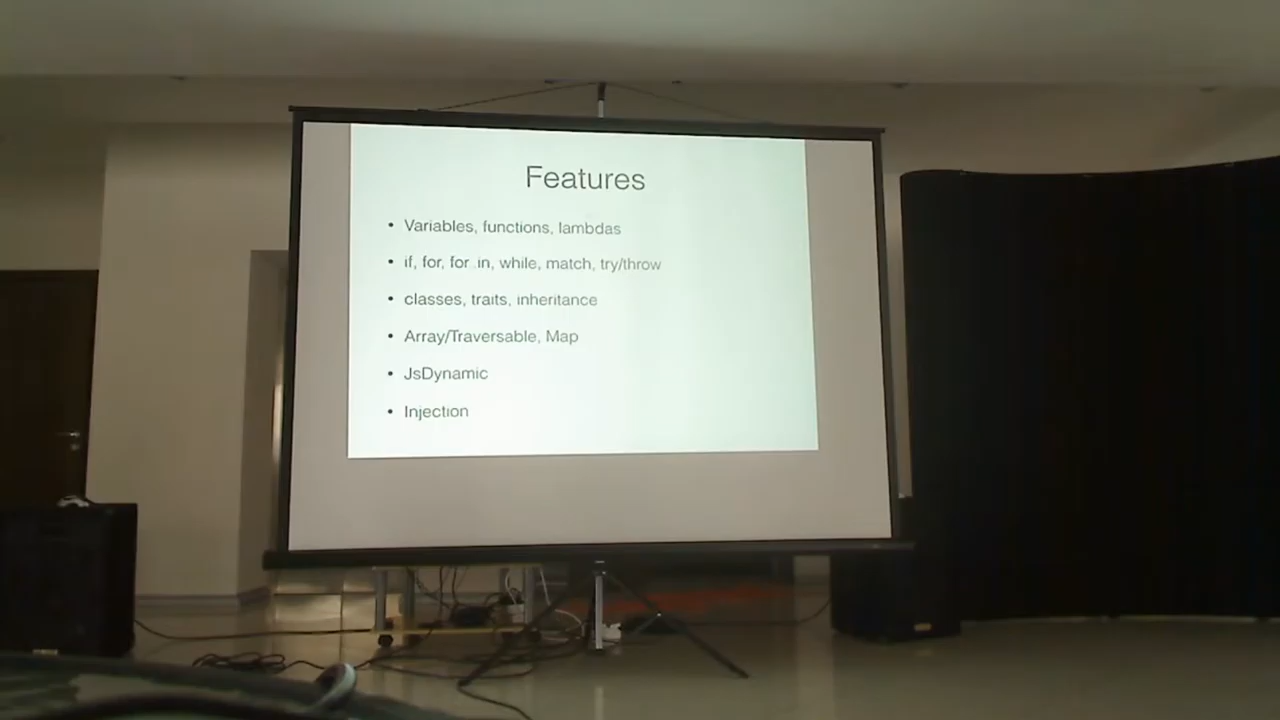 Features
• Variables, functions, lambdas
• if, for, for in, while, match, try/throw
• classes, traits, inheritance
• Array/Traversable, Map
• JsDynamic
• Injection